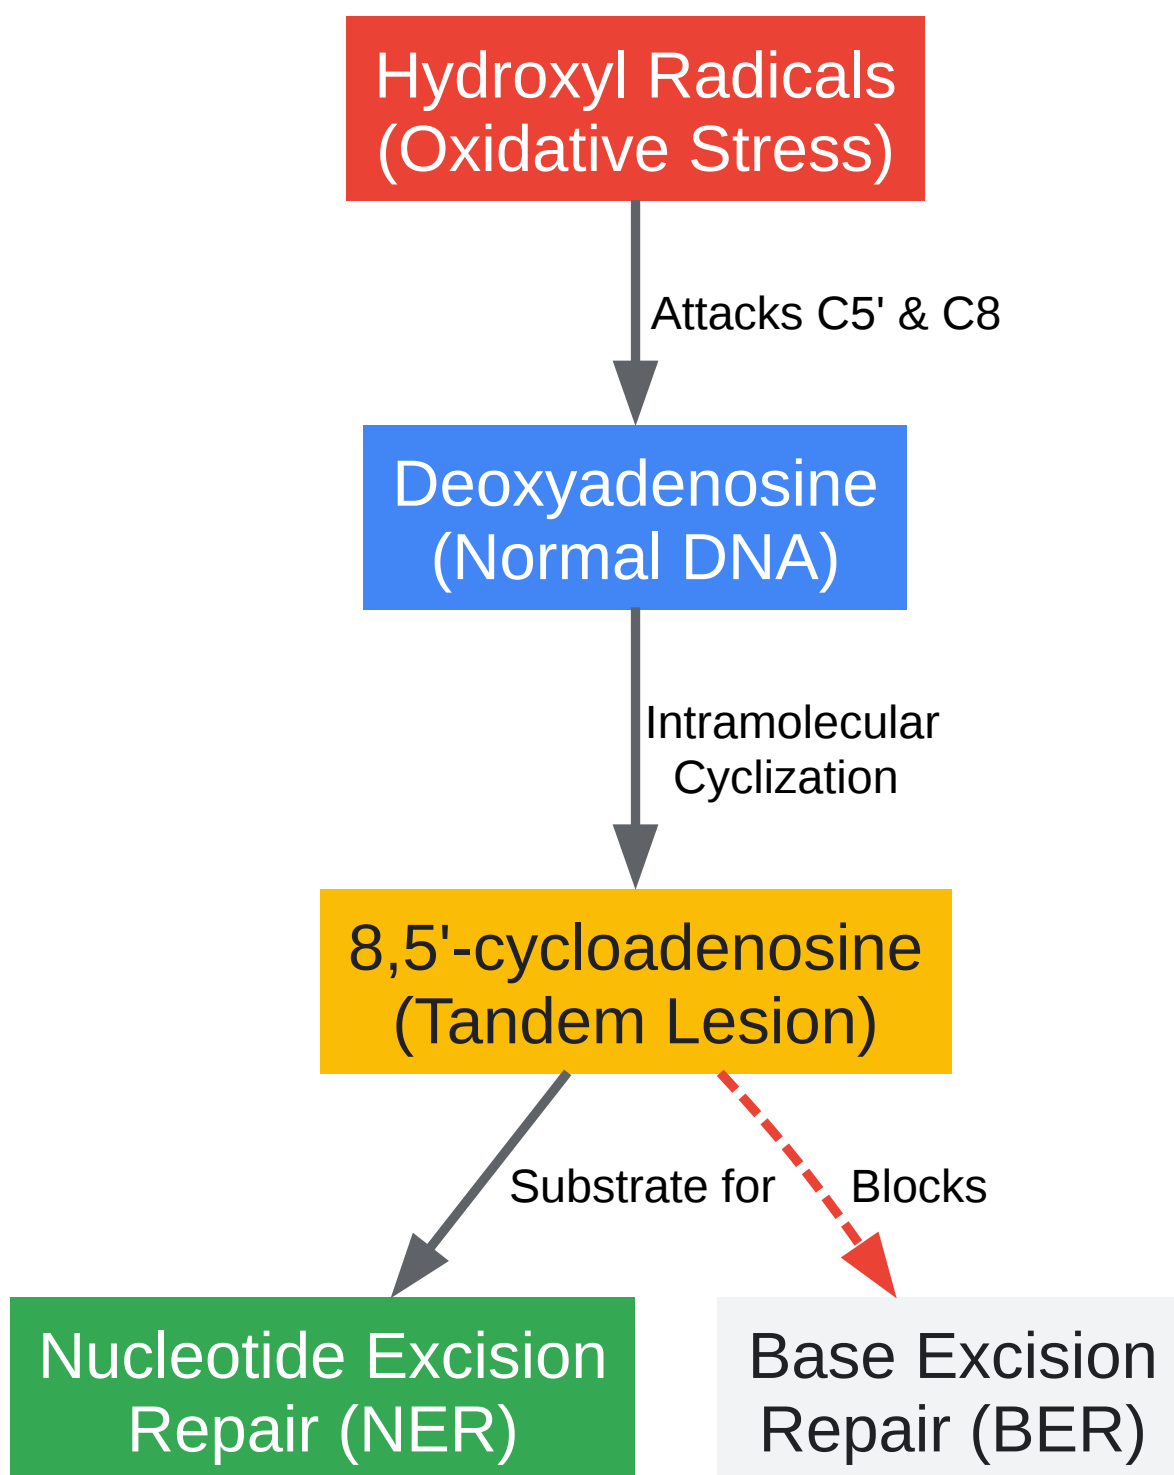 Hydroxyl Radicals
(Oxidative Stress)
Attacks C5' & C8
Deoxyadenosine
(Normal DNA)
Intramolecular
Cyclization
8,5'-cycloadenosine
(Tandem Lesion)
Substrate for
Blocks
Nucleotide Excision
Repair (NER)
Base Excision
Repair (BER)